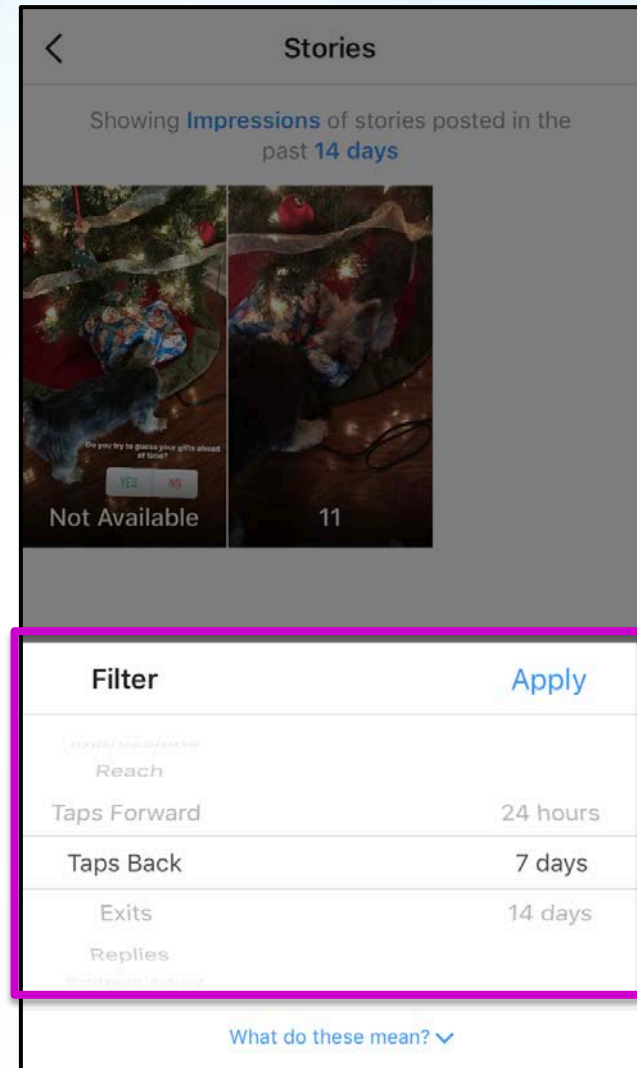 Stories
Showing Impressions of stories posted in the
past 14 days
Do you try to guess your gifts ahead
of time?
YES NO
Not Available 11
Filter Apply
Impressions
Reach
Taps Forward 24 hours
Taps Back 7 days
Exits 14 days
Replies
What do these mean?